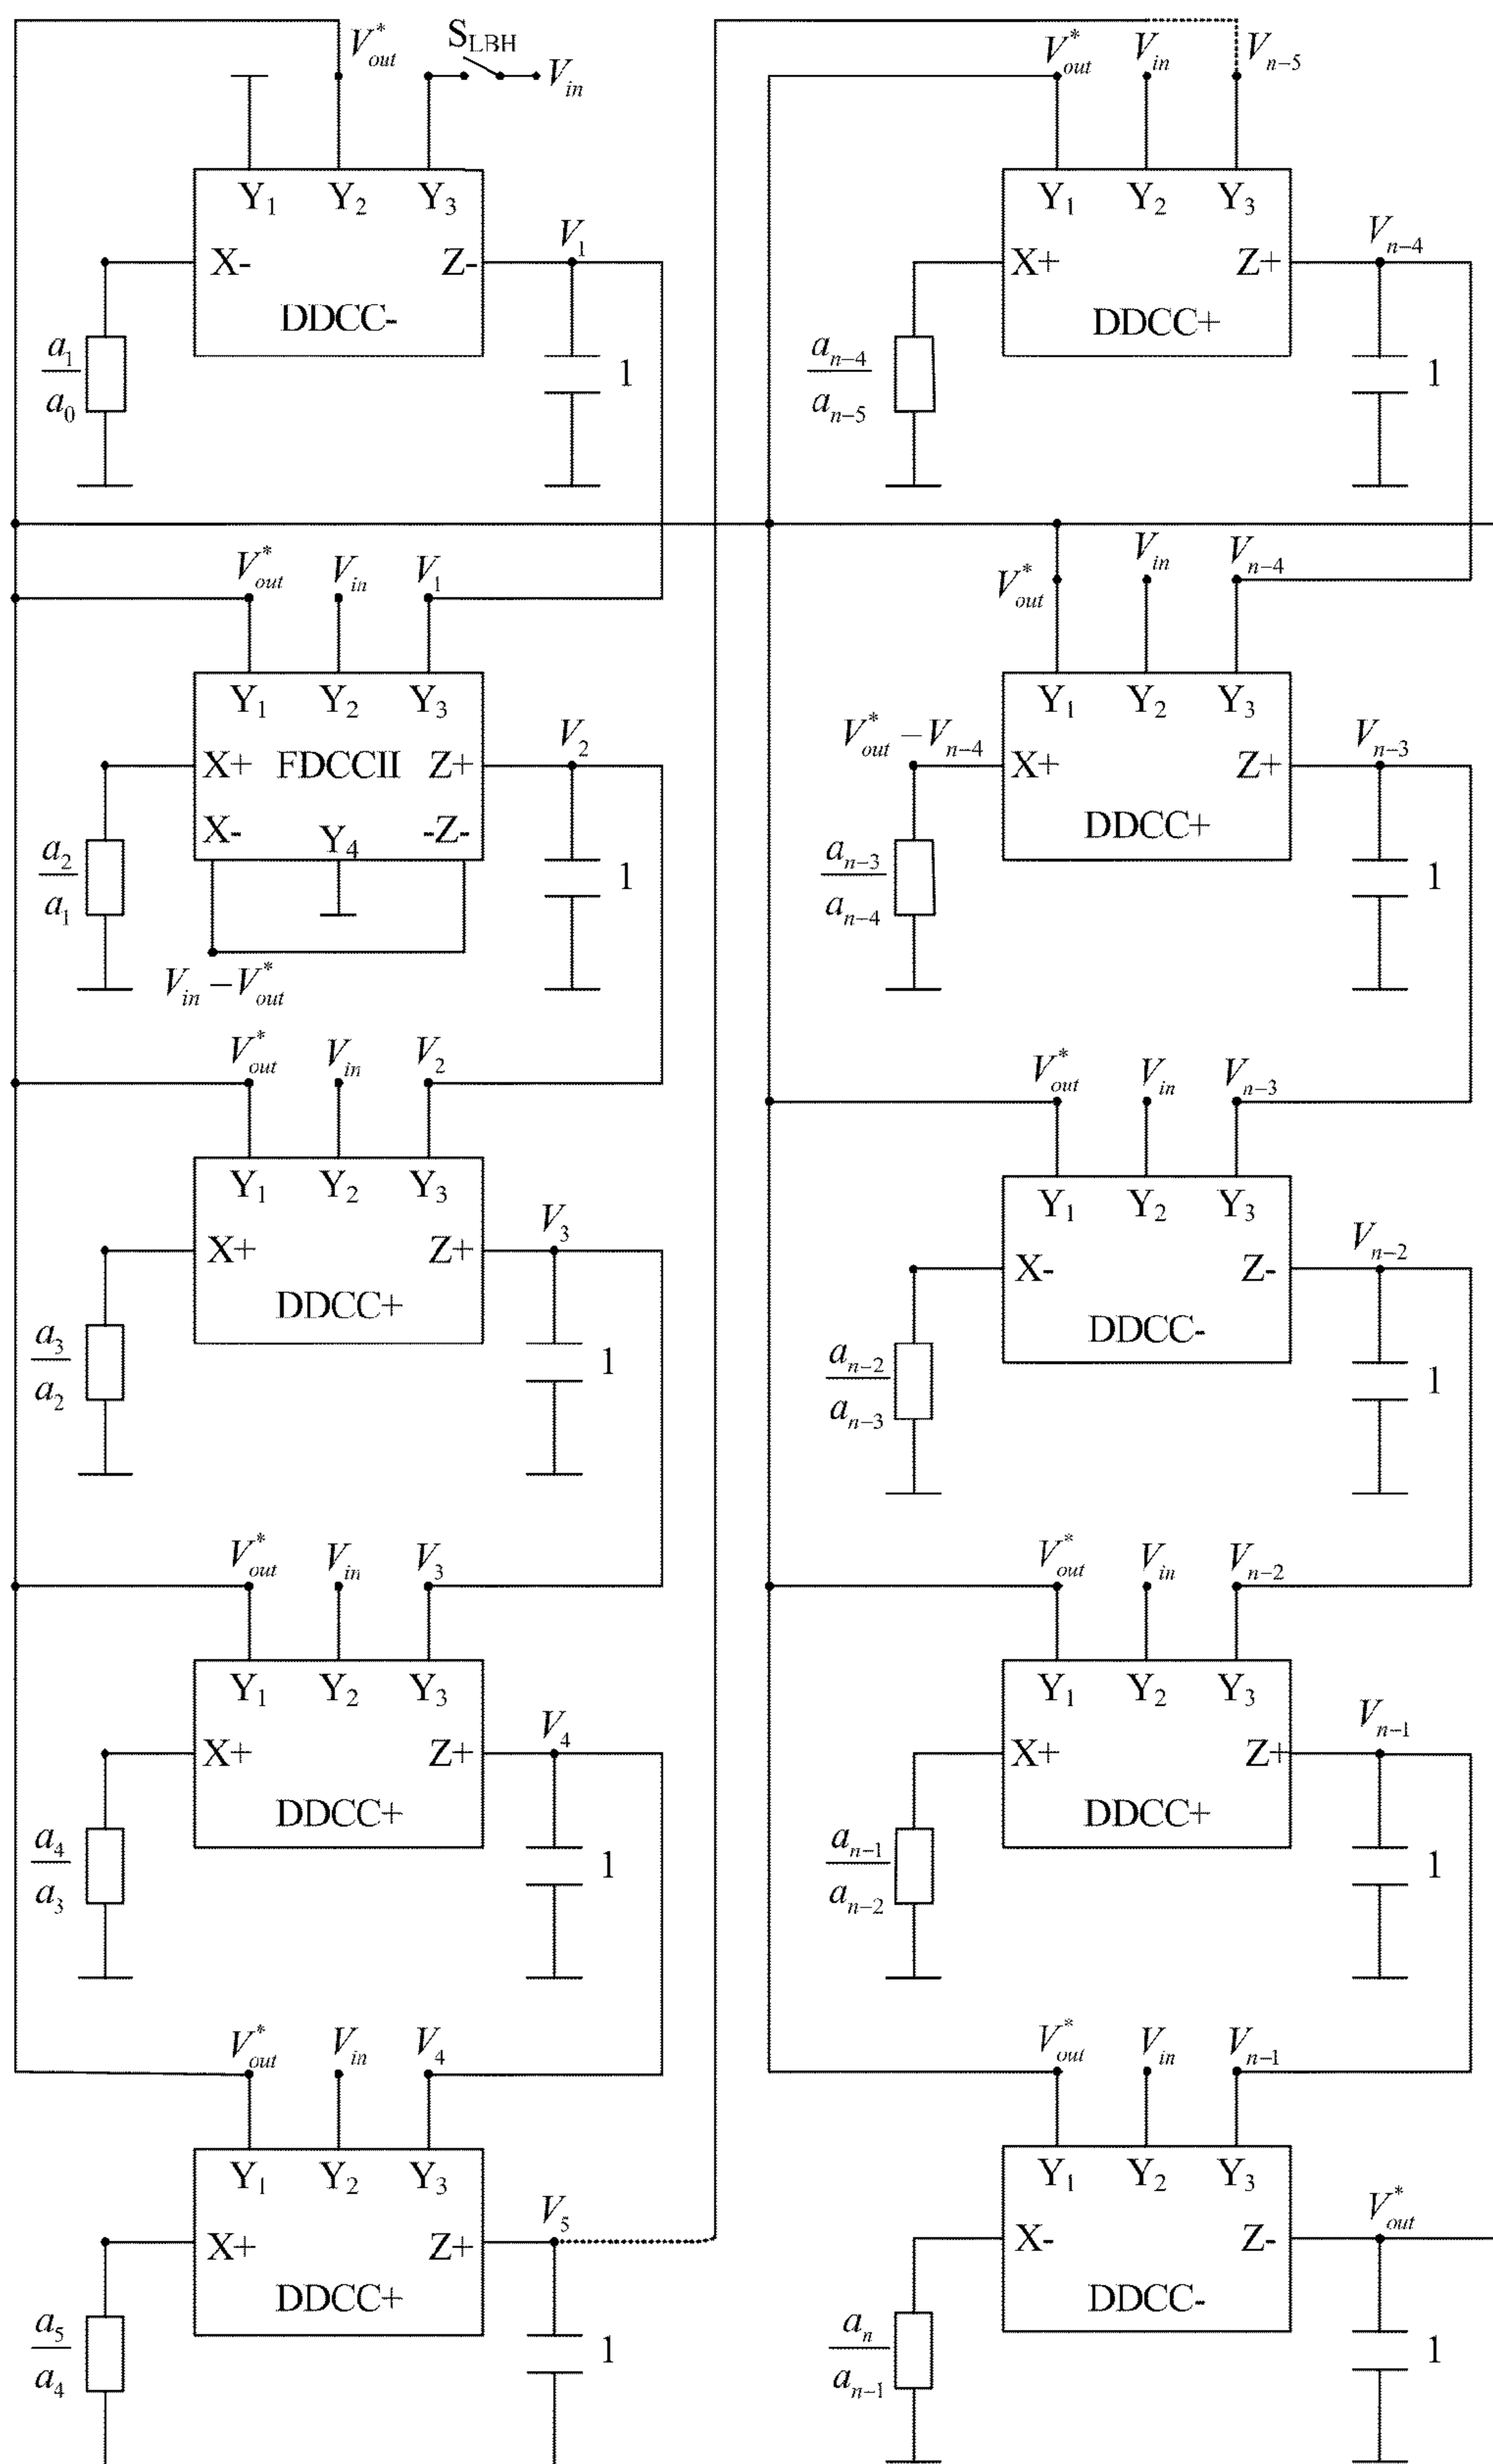 V*out SLBH Vin
Y1 Y2 Y3
X- Z- V1
DDCC-
a1/a0 1
V*out Vin V1
Y1 Y2 Y3
X+ FDCCII Z+ V2
X- Y4 -Z-
a2/a1 1
Vin – V*out
V*out Vin V2
Y1 Y2 Y3
X+ Z+ V3
DDCC+
a3/a2 1
V*out Vin V3
Y1 Y2 Y3
X+ Z+ V4
DDCC+
a4/a3 1
V*out Vin V4
Y1 Y2 Y3
X+ Z+ V5
DDCC+
a5/a4 1
V*out Vin Vn–5
Y1 Y2 Y3
X+ Z+ Vn–4
DDCC+
an–4/an–5 1
V*out Vin Vn–4
Y1 Y2 Y3
V*out – Vn–4 X+ Z+ Vn–3
DDCC+
an–3/an–4 1
V*out Vin Vn–3
Y1 Y2 Y3
X- Z- Vn–2
DDCC-
an–2/an–3 1
V*out Vin Vn–2
Y1 Y2 Y3
X+ Z+ Vn–1
DDCC+
an–1/an–2 1
V*out Vin Vn–1
Y1 Y2 Y3
X- Z- V*out
DDCC-
an/an–1 1